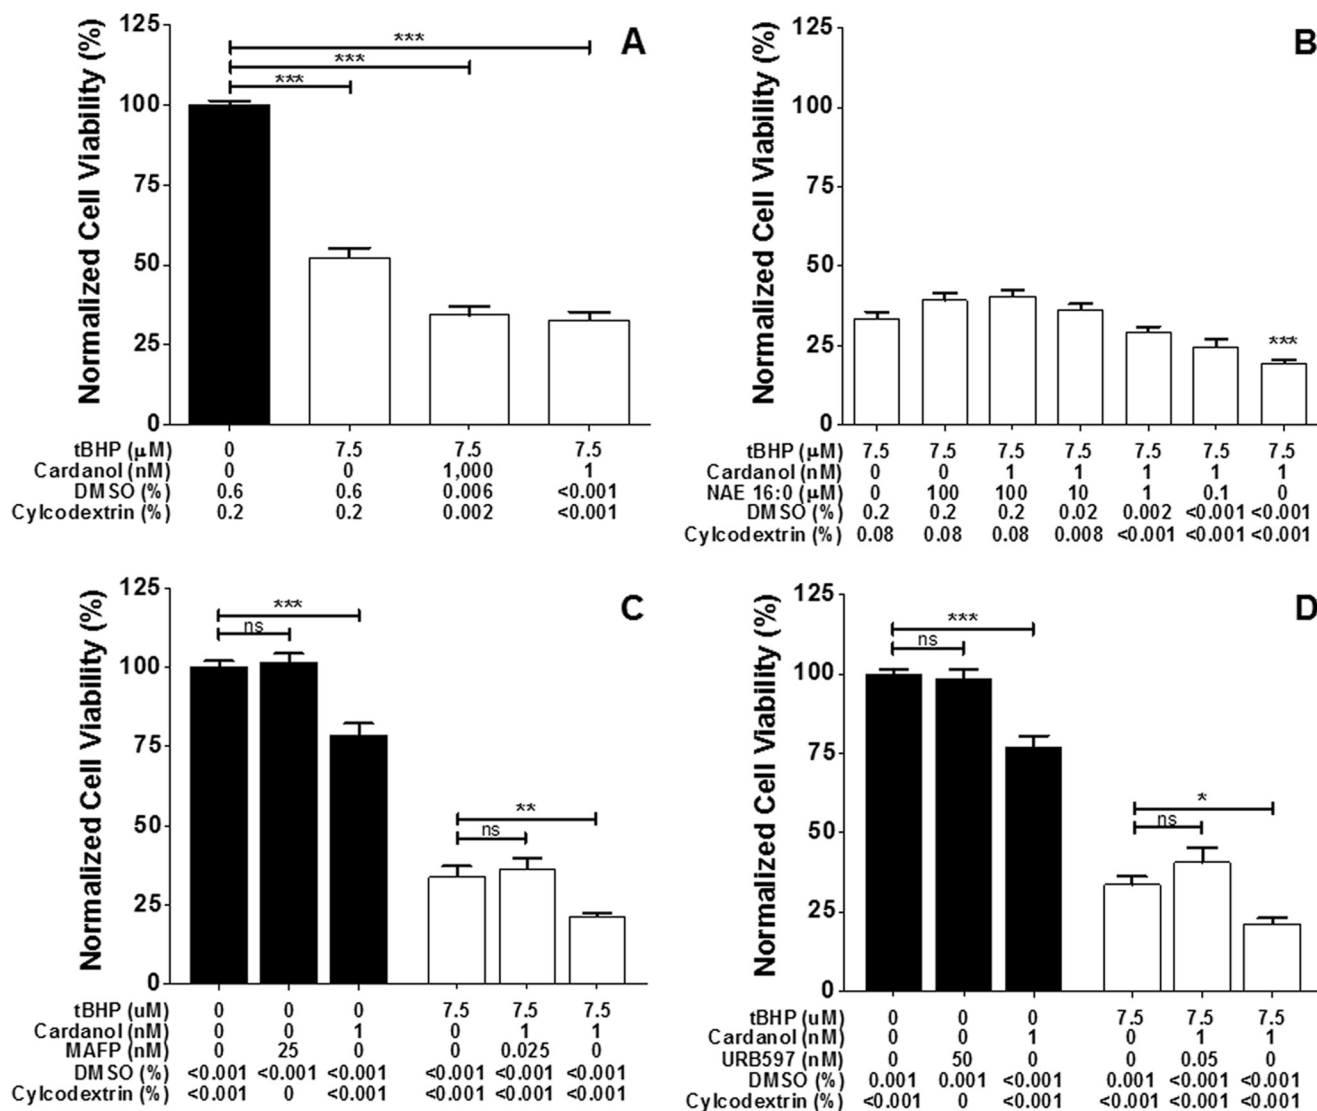 A
Normalized Cell Viability (%)
125
100
75
50
25
0
***
***
***
tBHP (μM) 0 7.5 7.5 7.5
Cardanol (nM) 0 0 1,000 1
DMSO (%) 0.6 0.6 0.006 <0.001
Cylcodextrin (%) 0.2 0.2 0.002 <0.001
B
Normalized Cell Viability (%)
125
100
75
50
25
0
***
tBHP (μM) 7.5 7.5 7.5 7.5 7.5 7.5 7.5
Cardanol (nM) 0 0 1 1 1 1 1
NAE 16:0 (μM) 0 100 100 10 1 0.1 0
DMSO (%) 0.2 0.2 0.2 0.02 0.002 <0.001 <0.001
Cylcodextrin (%) 0.08 0.08 0.08 0.008 <0.001 <0.001 <0.001
C
Normalized Cell Viability (%)
125
100
75
50
25
0
***
ns
**
ns
tBHP (uM) 0 0 0 7.5 7.5 7.5
Cardanol (nM) 0 0 1 0 1 1
MAFP (nM) 0 25 0 0 0.025 0
DMSO (%) <0.001 <0.001 <0.001 <0.001 <0.001 <0.001
Cylcodextrin (%) <0.001 0 <0.001 <0.001 <0.001 <0.001
D
Normalized Cell Viability (%)
125
100
75
50
25
0
***
ns
*
ns
tBHP (uM) 0 0 0 7.5 7.5 7.5
Cardanol (nM) 0 0 1 0 1 1
URB597 (nM) 0 50 0 0 0.05 0
DMSO (%) 0.001 0.001 <0.001 0.001 <0.001 <0.001
Cylcodextrin (%) <0.001 0 <0.001 <0.001 <0.001 <0.001